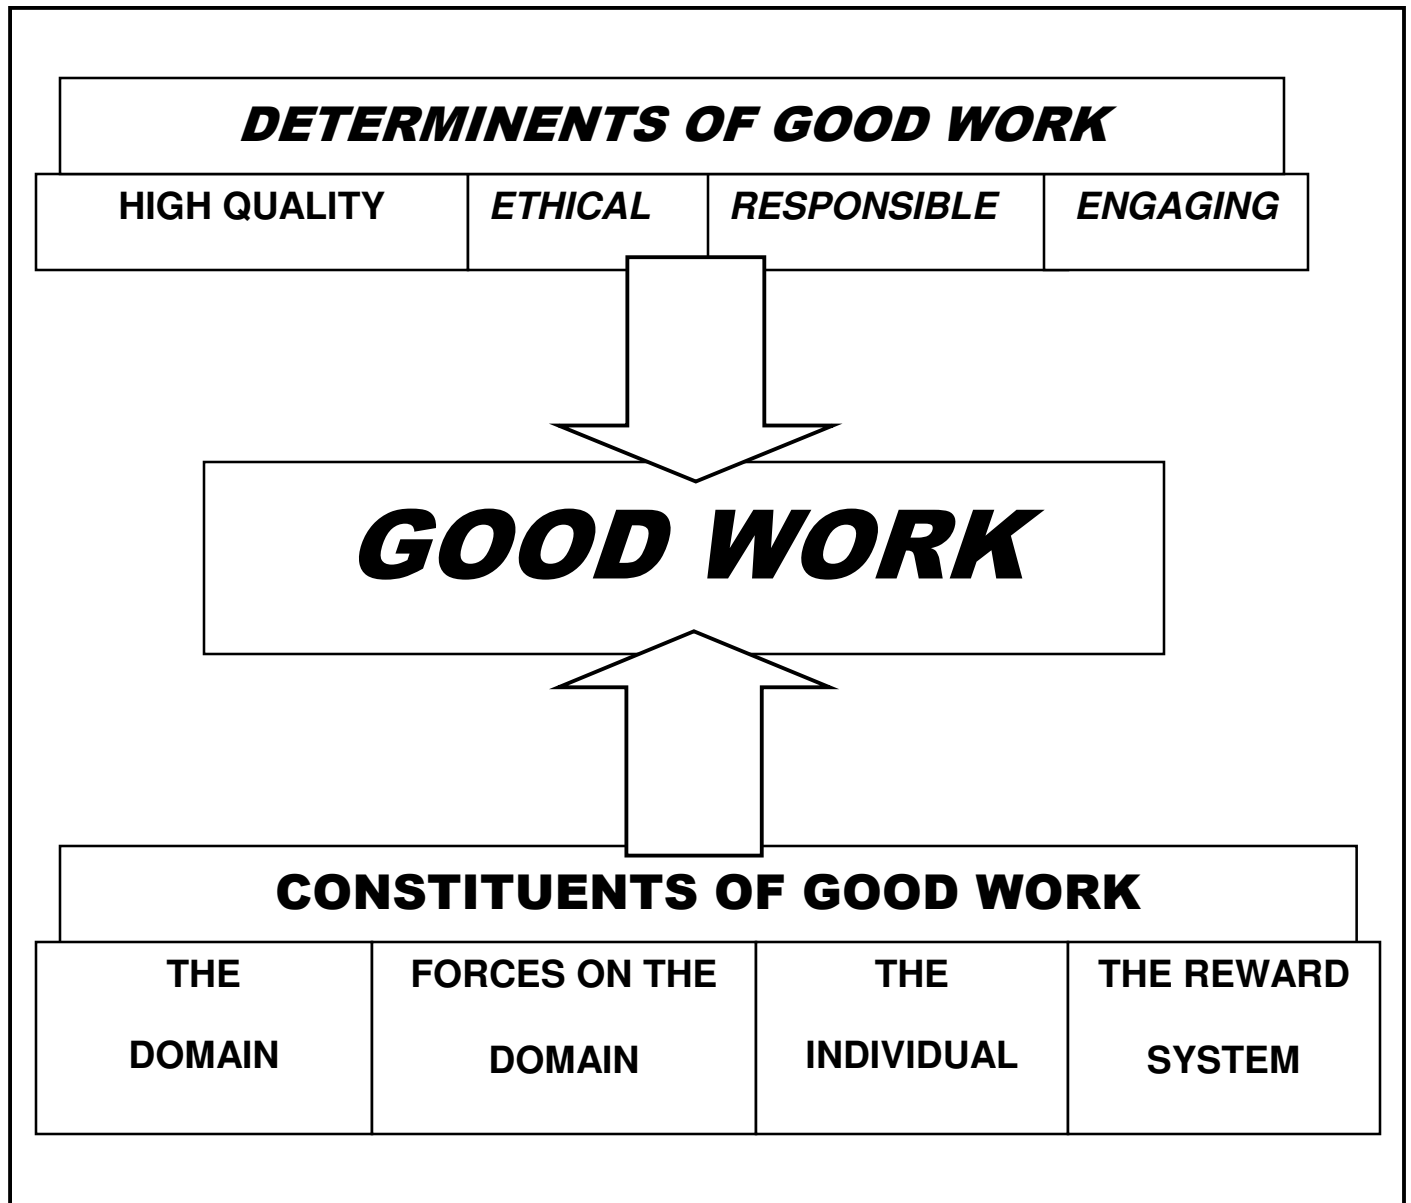 DETERMINENTS OF GOOD WORK
HIGH QUALITY
ETHICAL
RESPONSIBLE
ENGAGING
GOOD WORK
CONSTITUENTS OF GOOD WORK
THE
DOMAIN
FORCES ON THE
DOMAIN
THE
INDIVIDUAL
THE REWARD
SYSTEM